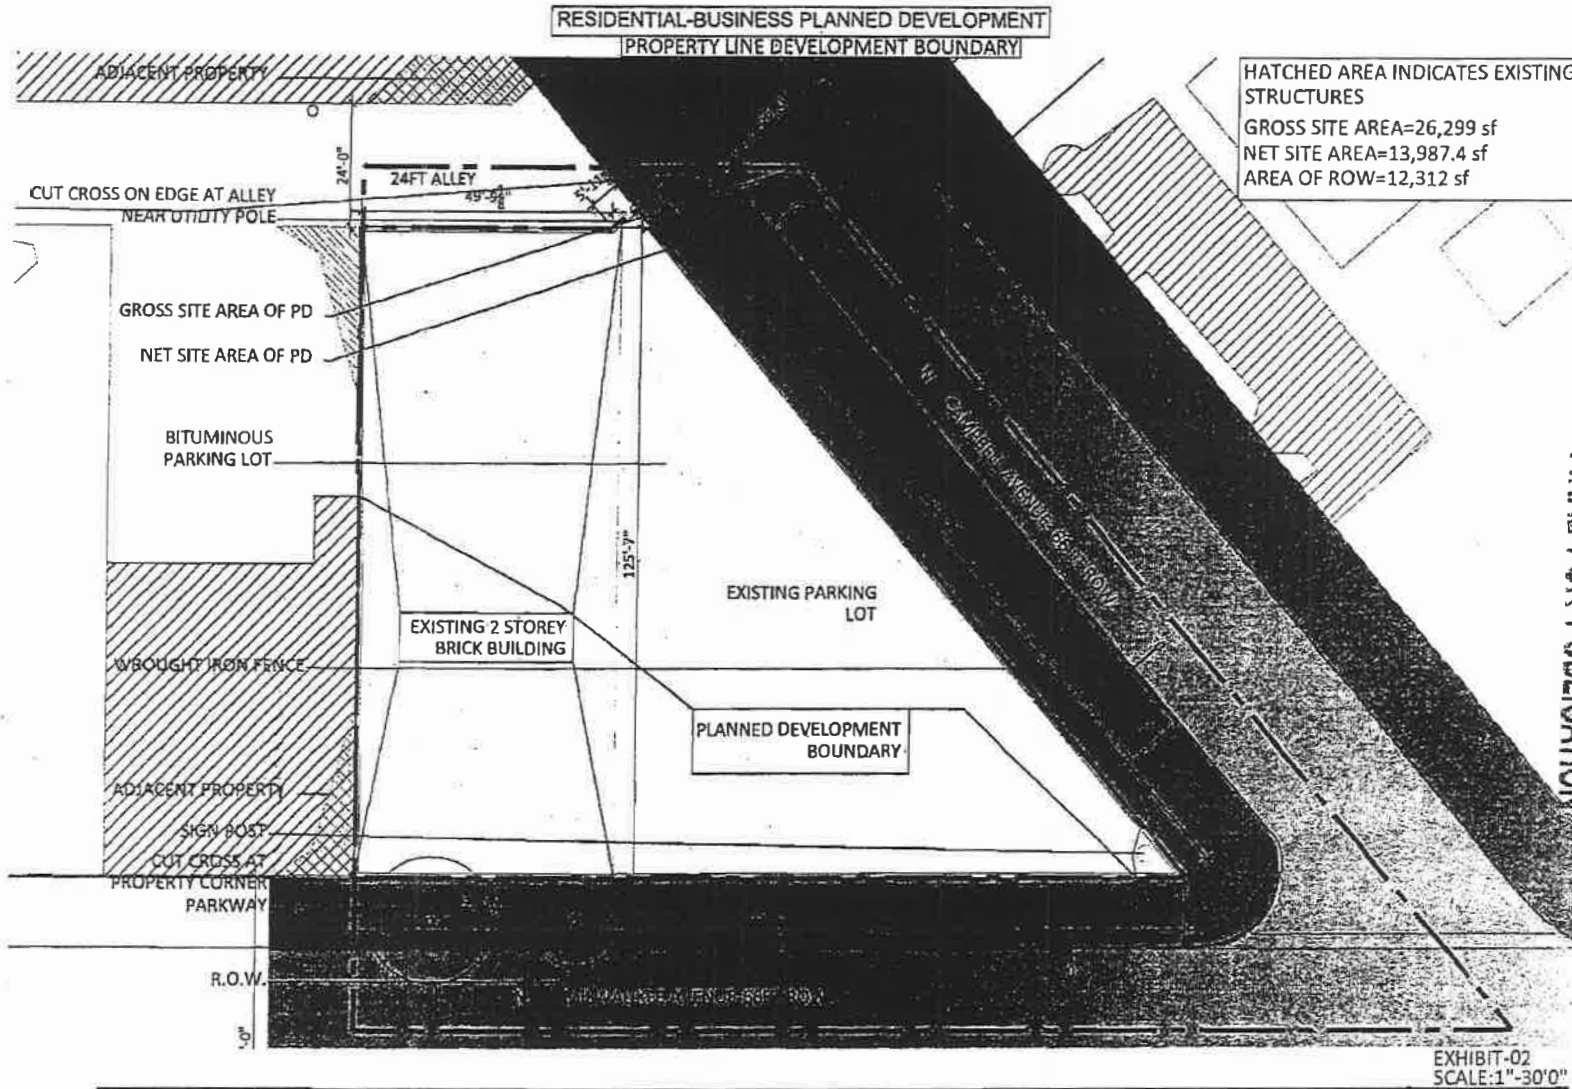 RESIDENTIAL-BUSINESS PLANNED DEVELOPMENT
PROPERTY LINE DEVELOPMENT BOUNDARY
HATCHED AREA INDICATES EXISTING
STRUCTURES
GROSS SITE AREA=26,299 sf
NET SITE AREA=13,987.4 sf
AREA OF ROW=12,312 sf
ADJACENT PROPERTY
24'-0"
24FT ALLEY
CUT CROSS ON EDGE AT ALLEY
NEAR UTILITY POLE
GROSS SITE AREA OF PD
NET SITE AREA OF PD
BITUMINOUS
PARKING LOT
125'-7"
EXISTING PARKING
LOT
EXISTING 2 STOREY
BRICK BUILDING
WROUGHT IRON FENCE
PLANNED DEVELOPMENT
BOUNDARY
ADJACENT PROPERTY
SIGN POST
CUT CROSS AT
PROPERTY CORNER
PARKWAY
R.O.W.
AVENUE 66' ROW
EXHIBIT-02
SCALE:1"-30'0"